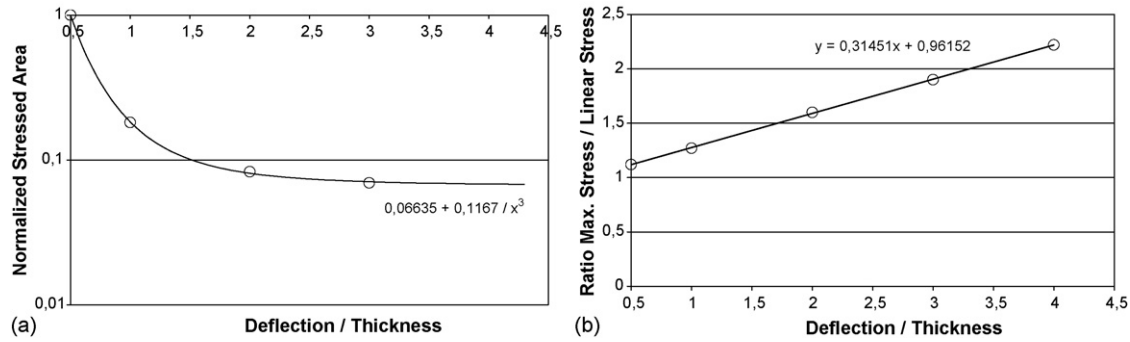 Normalized Stressed Area
1
0,1
0,01
0,5 1 1,5 2 2,5 3 3,5 4 4,5
0,06635 + 0,1167 / x³
(a) Deflection / Thickness
Ratio Max. Stress / Linear Stress
2,5
2
1,5
1
0,5
0
y = 0,31451x + 0,96152
0,5 1 1,5 2 2,5 3 3,5 4 4,5
(b) Deflection / Thickness